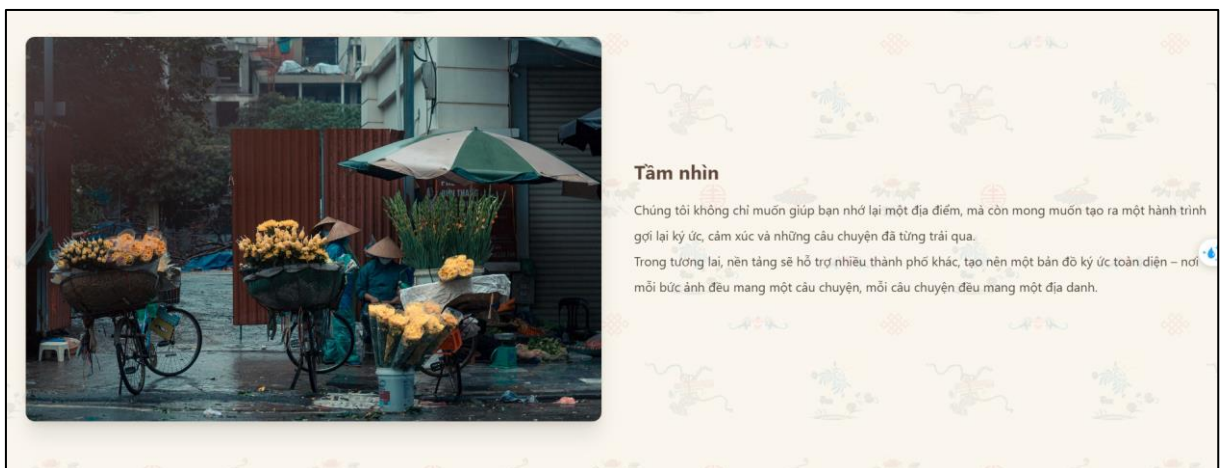 Tầm nhìn
Chúng tôi không chỉ muốn giúp bạn nhớ lại một địa điểm, mà còn mong muốn tạo ra một hành trình
gợi lại ký ức, cảm xúc và những câu chuyện đã từng trải qua.
Trong tương lai, nền tảng sẽ hỗ trợ nhiều thành phố khác, tạo nên một bản đồ ký ức toàn diện – nơi
mỗi bức ảnh đều mang một câu chuyện, mỗi câu chuyện đều mang một địa danh.